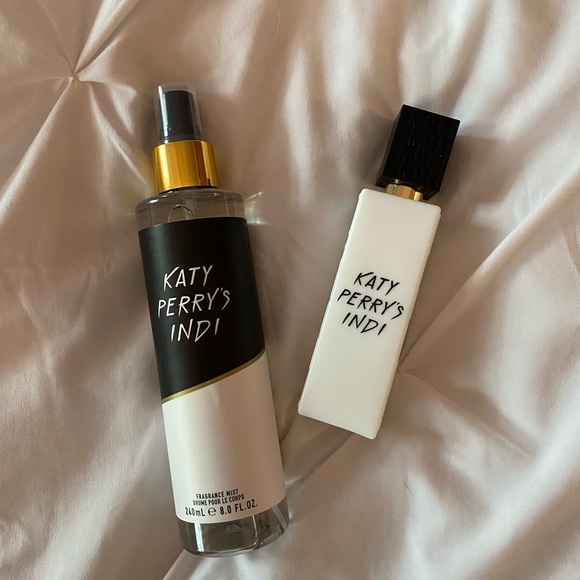 KATY
PERRY'S
INDI
FRAGRANCE MIST
BRUME POUR LE CORPS
240mL e 8.0 FL.OZ.
KATY
PERRY'S
INDI